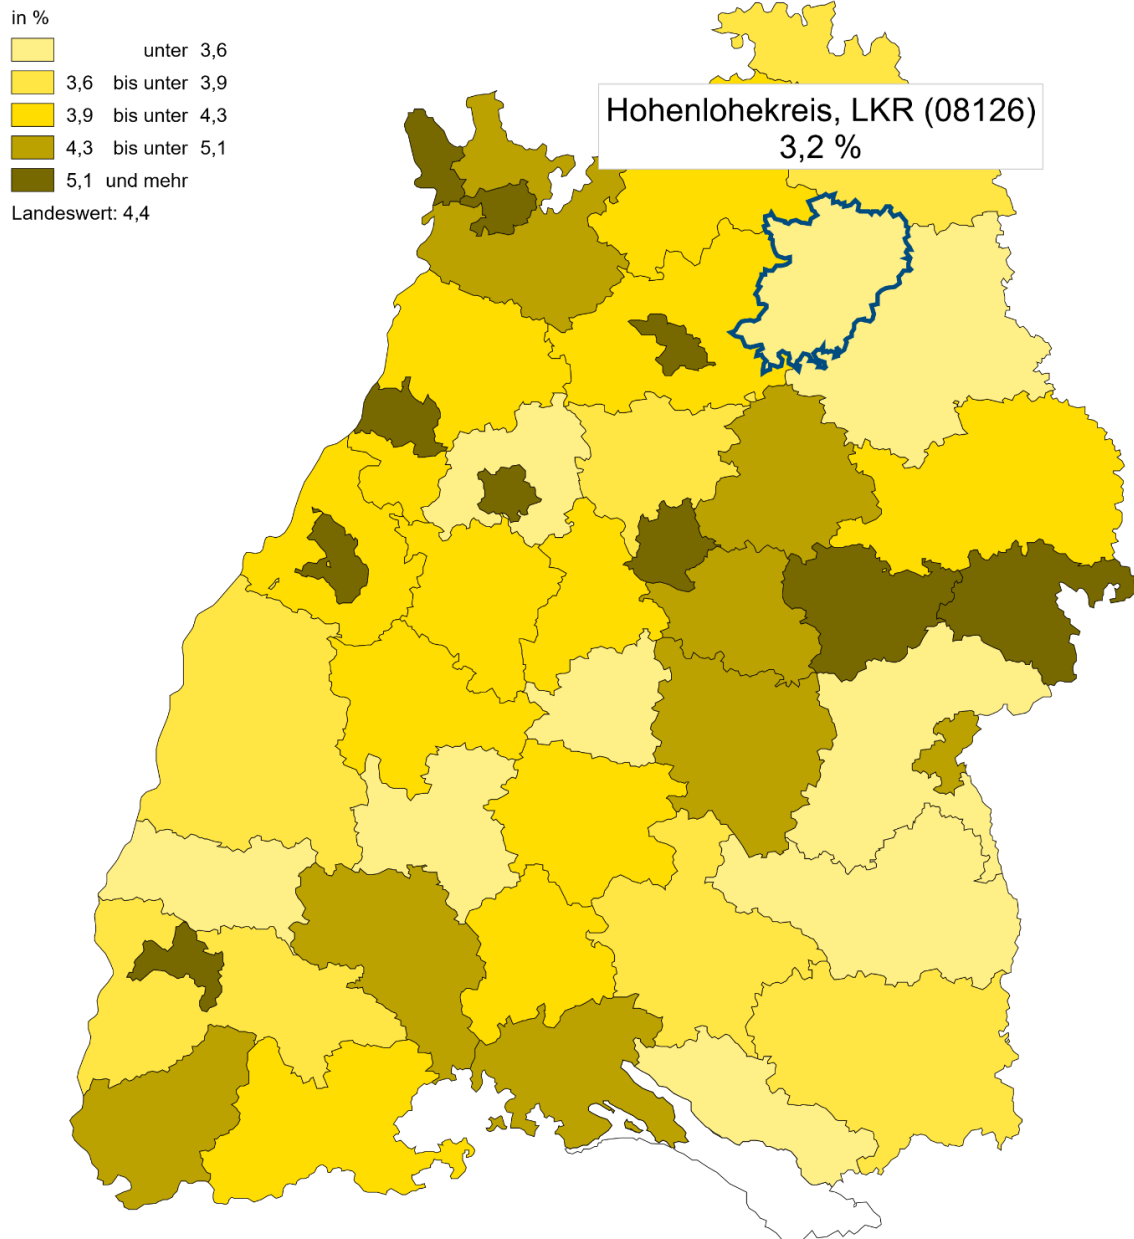 in %
unter 3,6
3,6 bis unter 3,9
3,9 bis unter 4,3
4,3 bis unter 5,1
5,1 und mehr
Landeswert: 4,4
Hohenlohekreis, LKR (08126)
3,2 %